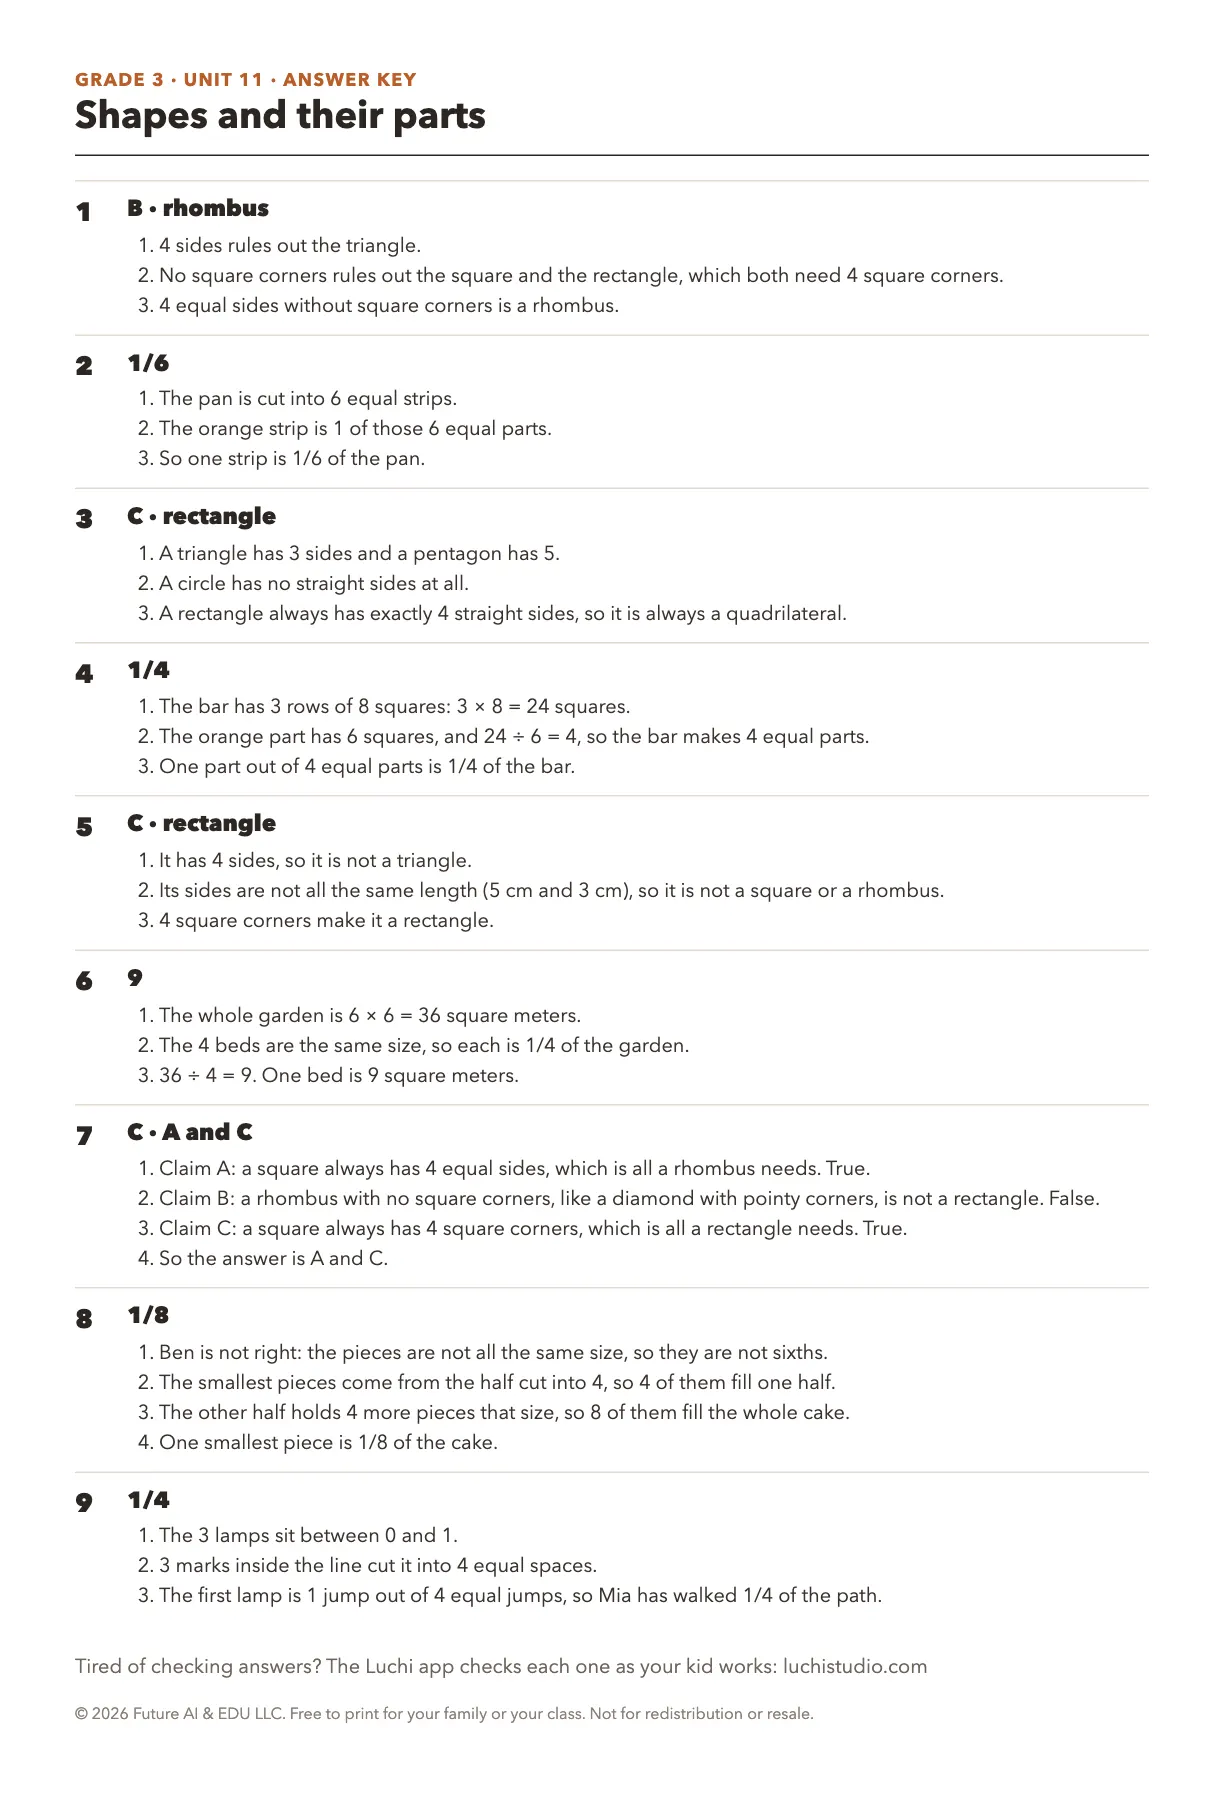 GRADE 3 · UNIT 11 · ANSWER KEY
Shapes and their parts
1 B · rhombus
1. 4 sides rules out the triangle.
2. No square corners rules out the square and the rectangle, which both need 4 square corners.
3. 4 equal sides without square corners is a rhombus.
2 1/6
1. The pan is cut into 6 equal strips.
2. The orange strip is 1 of those 6 equal parts.
3. So one strip is 1/6 of the pan.
3 C · rectangle
1. A triangle has 3 sides and a pentagon has 5.
2. A circle has no straight sides at all.
3. A rectangle always has exactly 4 straight sides, so it is always a quadrilateral.
4 1/4
1. The bar has 3 rows of 8 squares: 3 × 8 = 24 squares.
2. The orange part has 6 squares, and 24 ÷ 6 = 4, so the bar makes 4 equal parts.
3. One part out of 4 equal parts is 1/4 of the bar.
5 C · rectangle
1. It has 4 sides, so it is not a triangle.
2. Its sides are not all the same length (5 cm and 3 cm), so it is not a square or a rhombus.
3. 4 square corners make it a rectangle.
6 9
1. The whole garden is 6 × 6 = 36 square meters.
2. The 4 beds are the same size, so each is 1/4 of the garden.
3. 36 ÷ 4 = 9. One bed is 9 square meters.
7 C · A and C
1. Claim A: a square always has 4 equal sides, which is all a rhombus needs. True.
2. Claim B: a rhombus with no square corners, like a diamond with pointy corners, is not a rectangle. False.
3. Claim C: a square always has 4 square corners, which is all a rectangle needs. True.
4. So the answer is A and C.
8 1/8
1. Ben is not right: the pieces are not all the same size, so they are not sixths.
2. The smallest pieces come from the half cut into 4, so 4 of them fill one half.
3. The other half holds 4 more pieces that size, so 8 of them fill the whole cake.
4. One smallest piece is 1/8 of the cake.
9 1/4
1. The 3 lamps sit between 0 and 1.
2. 3 marks inside the line cut it into 4 equal spaces.
3. The first lamp is 1 jump out of 4 equal jumps, so Mia has walked 1/4 of the path.
Tired of checking answers? The Luchi app checks each one as your kid works: luchistudio.com
© 2026 Future AI & EDU LLC. Free to print for your family or your class. Not for redistribution or resale.